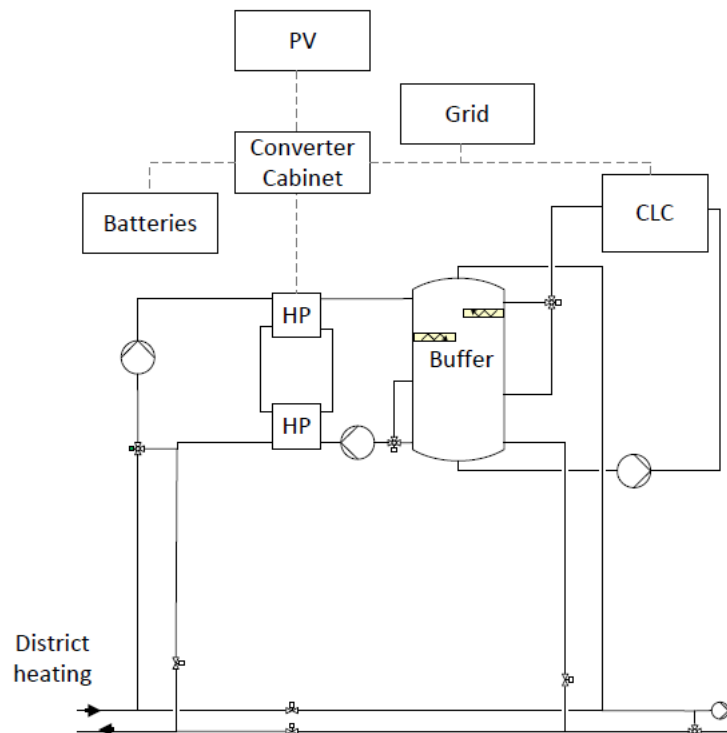 PV
Grid
Converter
Cabinet
Batteries
CLC
HP
Buffer
HP
District
heating